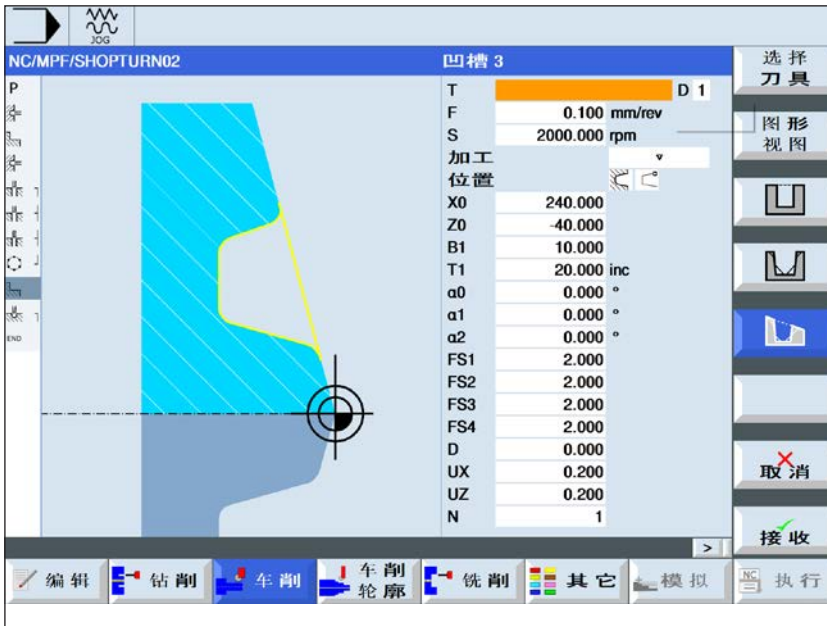 JOG
NC/MPF/SHOPTURN02
凹槽 3
选择
刀具
P
T D 1
F 0.100 mm/rev
S 2000.000 rpm
图形
视图
加工 ▿
位置
X0 240.000
Z0 -40.000
B1 10.000
T1 20.000 inc
α0 0.000 °
α1 0.000 °
α2 0.000 °
END
FS1 2.000
FS2 2.000
FS3 2.000
FS4 2.000
D 0.000
UX 0.200
UZ 0.200
N 1
取消
接收
>
编辑
钻削
车削
车削
轮廓
铣削
其它
模拟
NC
执行